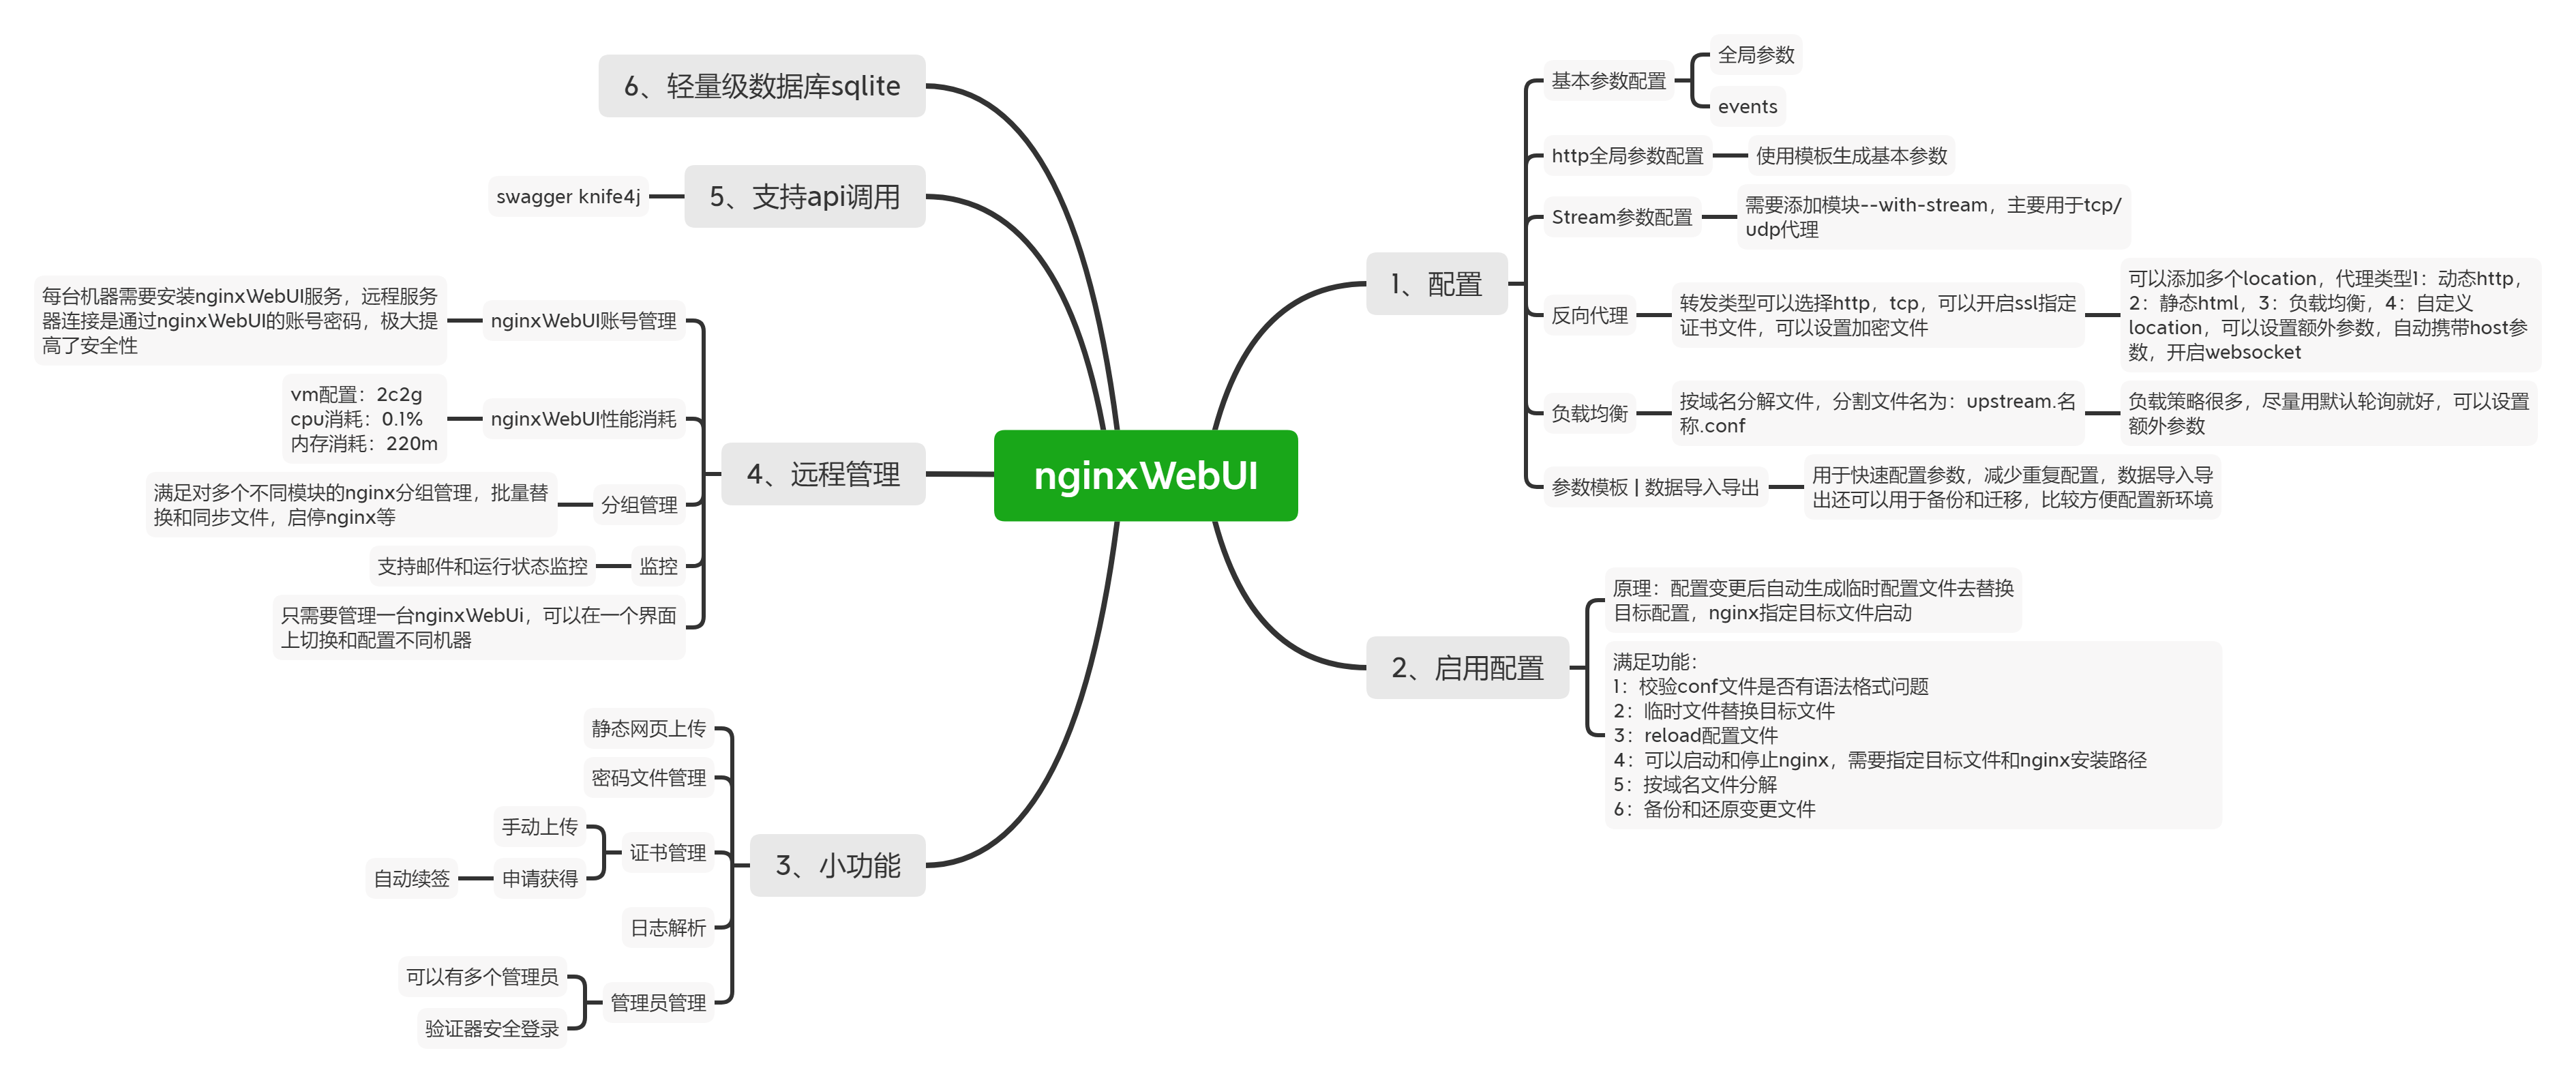 nginxWebUI
1、配置
基本参数配置
全局参数
events
http全局参数配置
使用模板生成基本参数
Stream参数配置
需要添加模块--with-stream，主要用于tcp/
udp代理
反向代理
转发类型可以选择http，tcp，可以开启ssl指定
证书文件，可以设置加密文件
可以添加多个location，代理类型1：动态http，
2：静态html，3：负载均衡，4：自定义
location，可以设置额外参数，自动携带host参
数，开启websocket
负载均衡
按域名分解文件，分割文件名为：upstream.名
称.conf
负载策略很多，尽量用默认轮询就好，可以设置
额外参数
参数模板 | 数据导入导出
用于快速配置参数，减少重复配置，数据导入导
出还可以用于备份和迁移，比较方便配置新环境
2、启用配置
原理：配置变更后自动生成临时配置文件去替换
目标配置，nginx指定目标文件启动
满足功能：
1：校验conf文件是否有语法格式问题
2：临时文件替换目标文件
3：reload配置文件
4：可以启动和停止nginx，需要指定目标文件和nginx安装路径
5：按域名文件分解
6：备份和还原变更文件
3、小功能
静态网页上传
密码文件管理
证书管理
手动上传
申请获得
自动续签
日志解析
管理员管理
可以有多个管理员
验证器安全登录
4、远程管理
nginxWebUI账号管理
每台机器需要安装nginxWebUI服务，远程服务
器连接是通过nginxWebUI的账号密码，极大提
高了安全性
nginxWebUI性能消耗
vm配置：2c2g
cpu消耗：0.1%
内存消耗：220m
分组管理
满足对多个不同模块的nginx分组管理，批量替
换和同步文件，启停nginx等
监控
支持邮件和运行状态监控
只需要管理一台nginxWebUi，可以在一个界面
上切换和配置不同机器
5、支持api调用
swagger knife4j
6、轻量级数据库sqlite